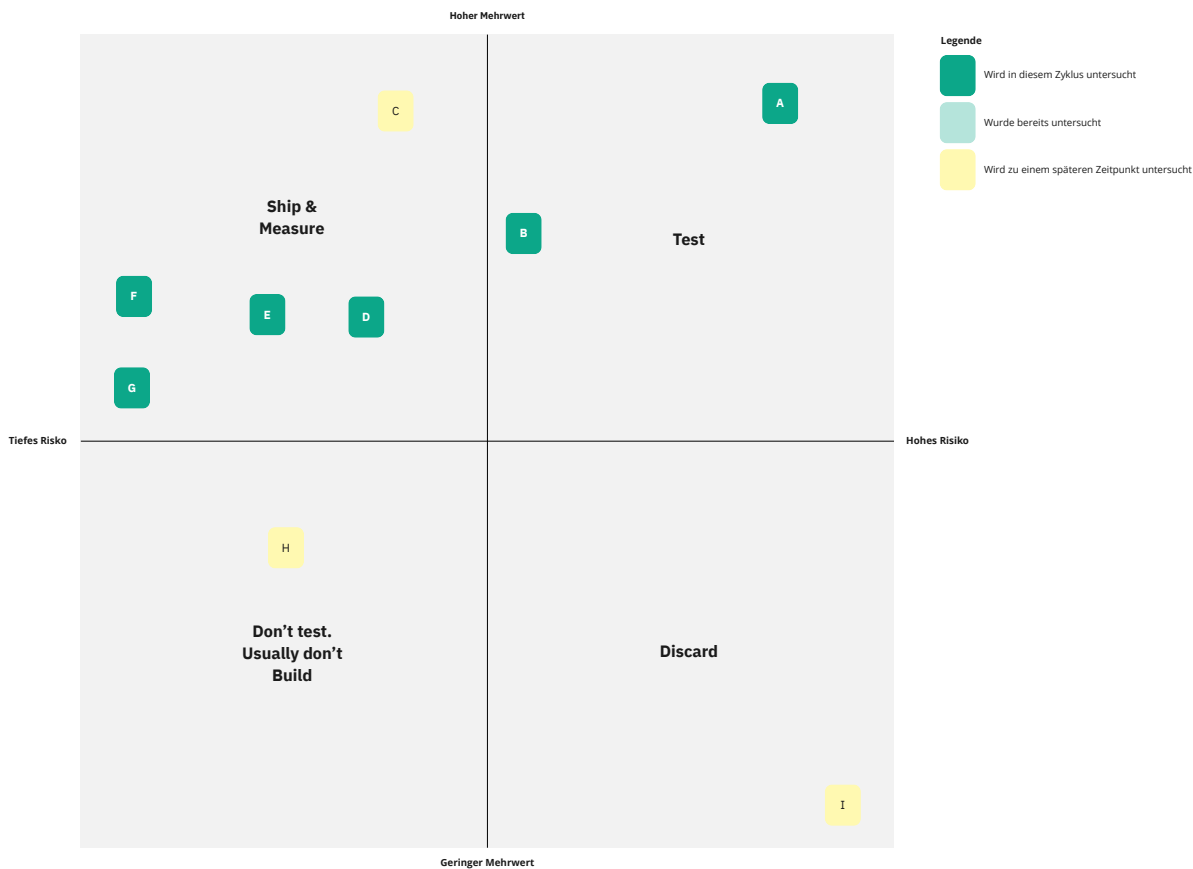 Hoher Mehrwert
Legende
Wird in diesem Zyklus untersucht
Wurde bereits untersucht
Wird zu einem späteren Zeitpunkt untersucht
C
A
Ship &
Measure
B
Test
F
E
D
G
Tiefes Risko
Hohes Risiko
H
Don’t test.
Usually don’t
Build
Discard
I
Geringer Mehrwert